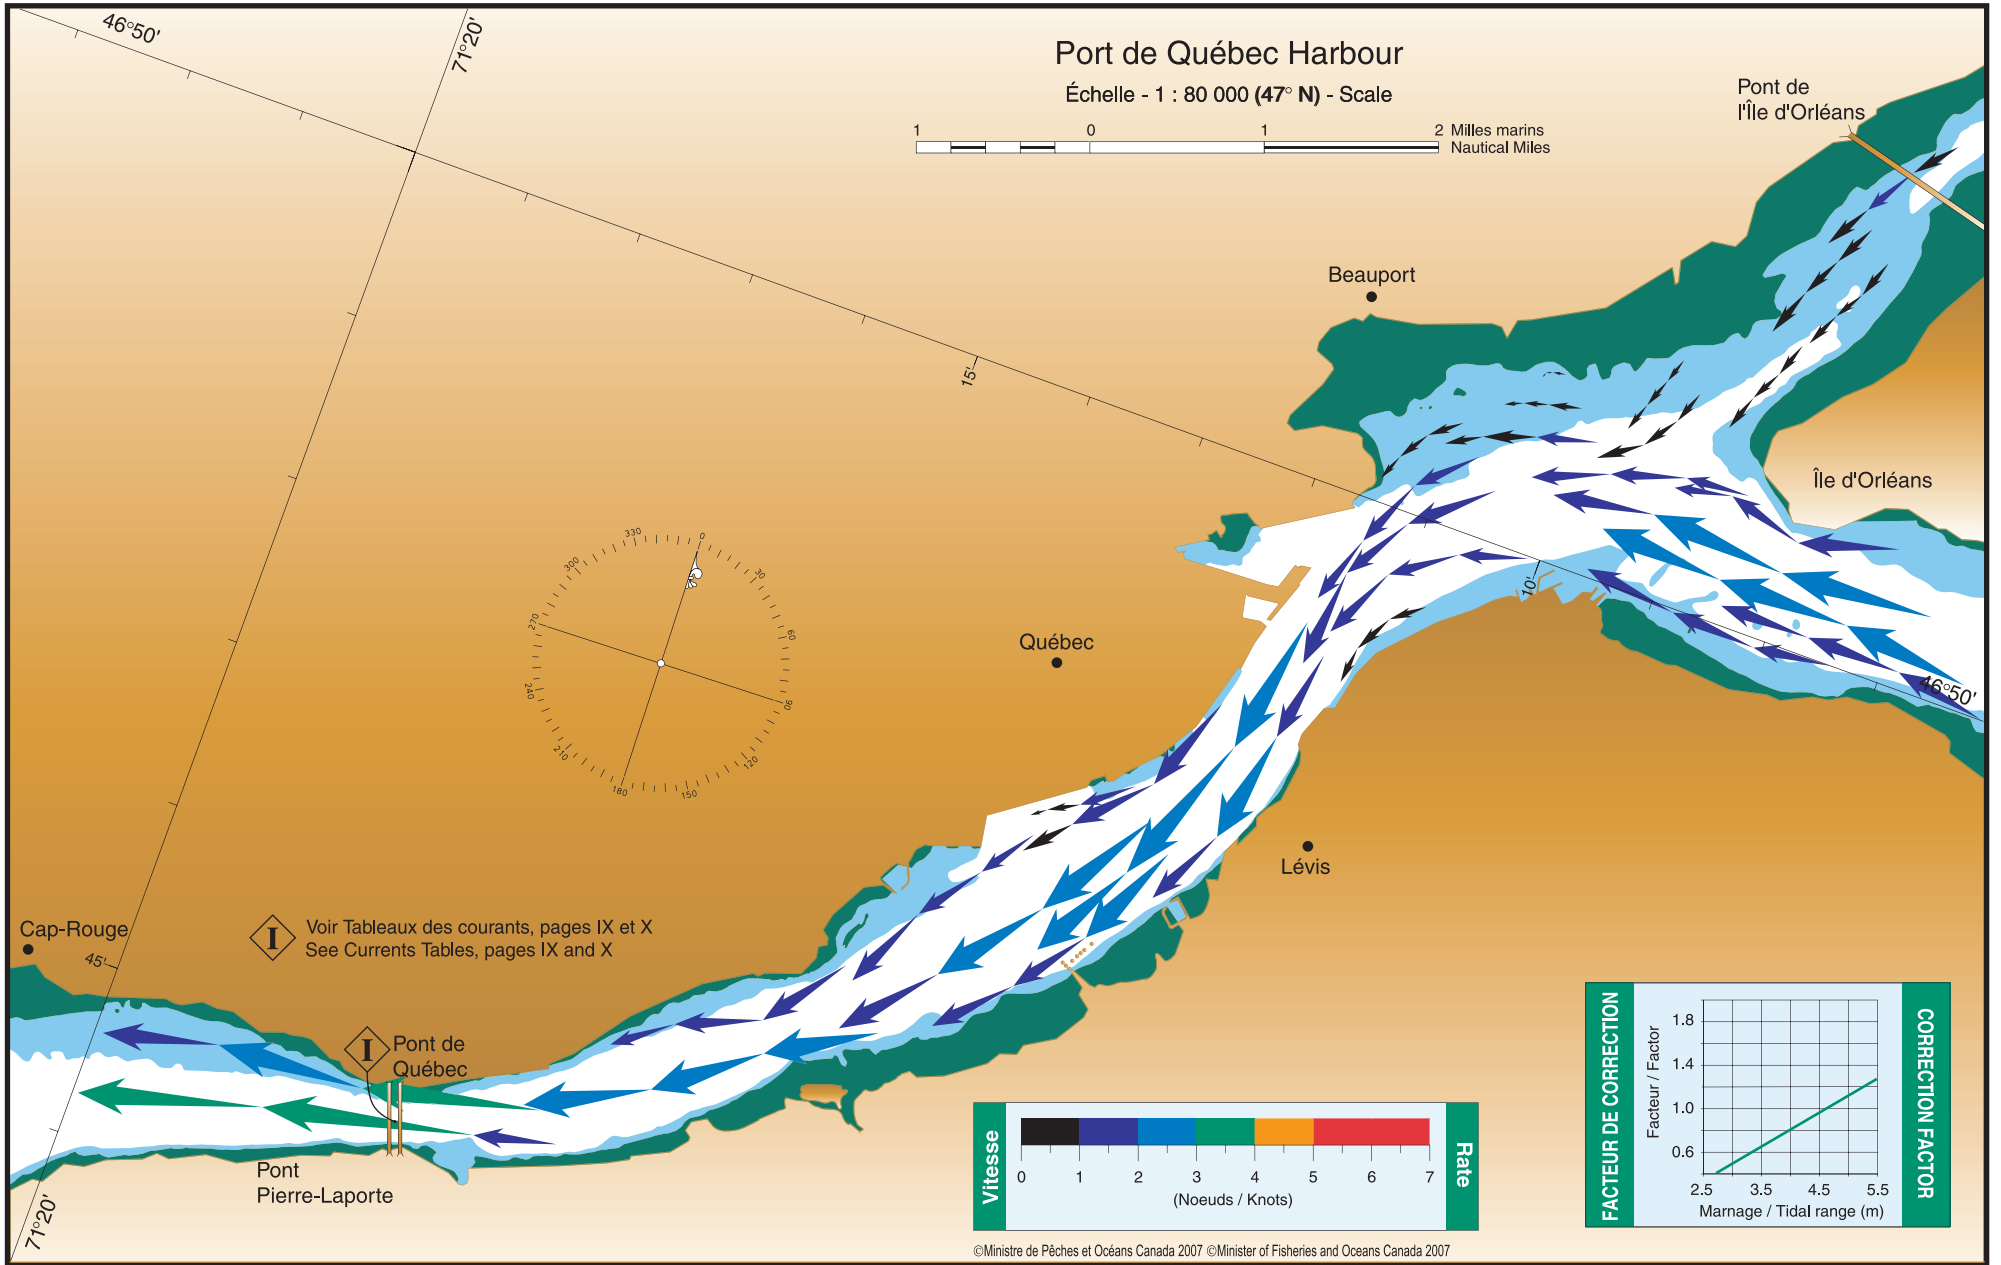 46°50'
71°20'
Port de Québec Harbour
Échelle - 1 : 80 000 (47° N) - Scale
1 0 1 2 Milles marins
Nautical Miles
Pont de
l'Île d'Orléans
Beauport
15'
Île d'Orléans
330
0
30
300
60
270
90
240
120
210
150
180
10'
Québec
46°50'
Lévis
Cap-Rouge
I
Voir Tableaux des courants, pages IX et X
See Currents Tables, pages IX and X
45'
I
Pont de
Québec
Pont
Pierre-Laporte
71°20'
Vitesse
0 1 2 3 4 5 6 7
(Noeuds / Knots)
Rate
FACTEUR DE CORRECTION
Facteur / Factor
1.8
1.4
1.0
0.6
2.5 3.5 4.5 5.5
Marnage / Tidal range (m)
CORRECTION FACTOR
©Ministre de Pêches et Océans Canada 2007 ©Minister of Fisheries and Oceans Canada 2007